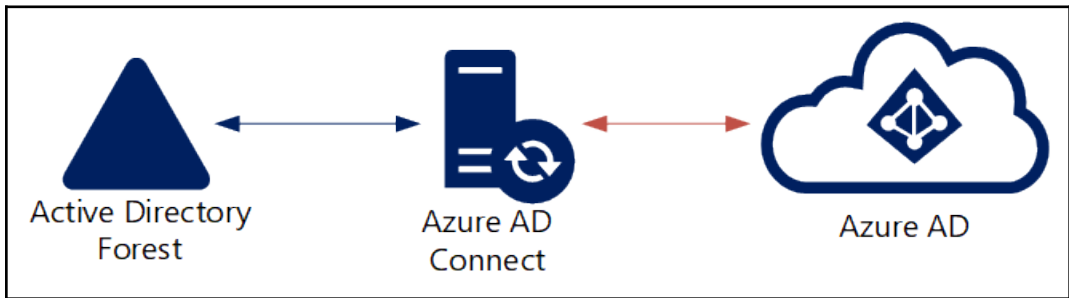 Active Directory
Forest
Azure AD
Connect
Azure AD